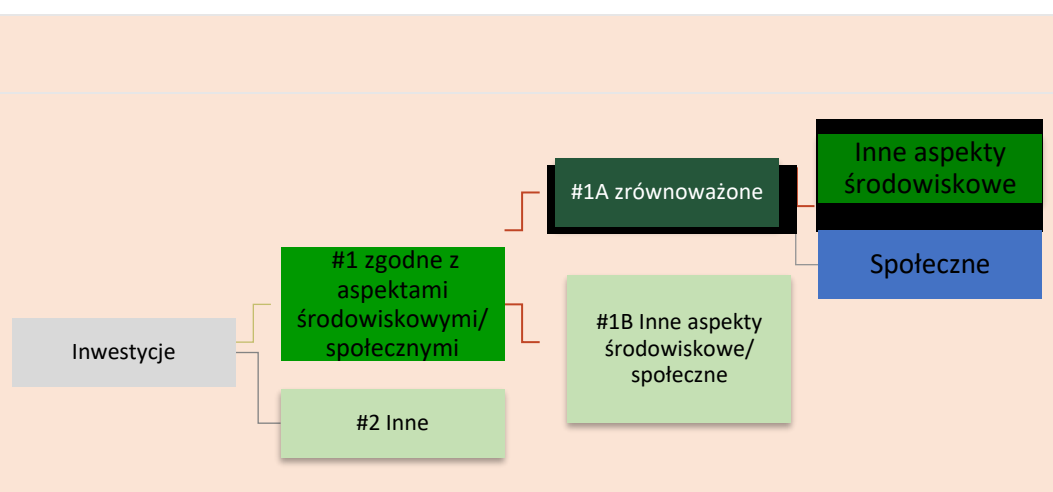 Inwestycje
#1 zgodne z
aspektami
środowiskowymi/
społecznymi
#2 Inne
#1A zrównoważone
#1B Inne aspekty
środowiskowe/
społeczne
Inne aspekty
środowiskowe
Społeczne